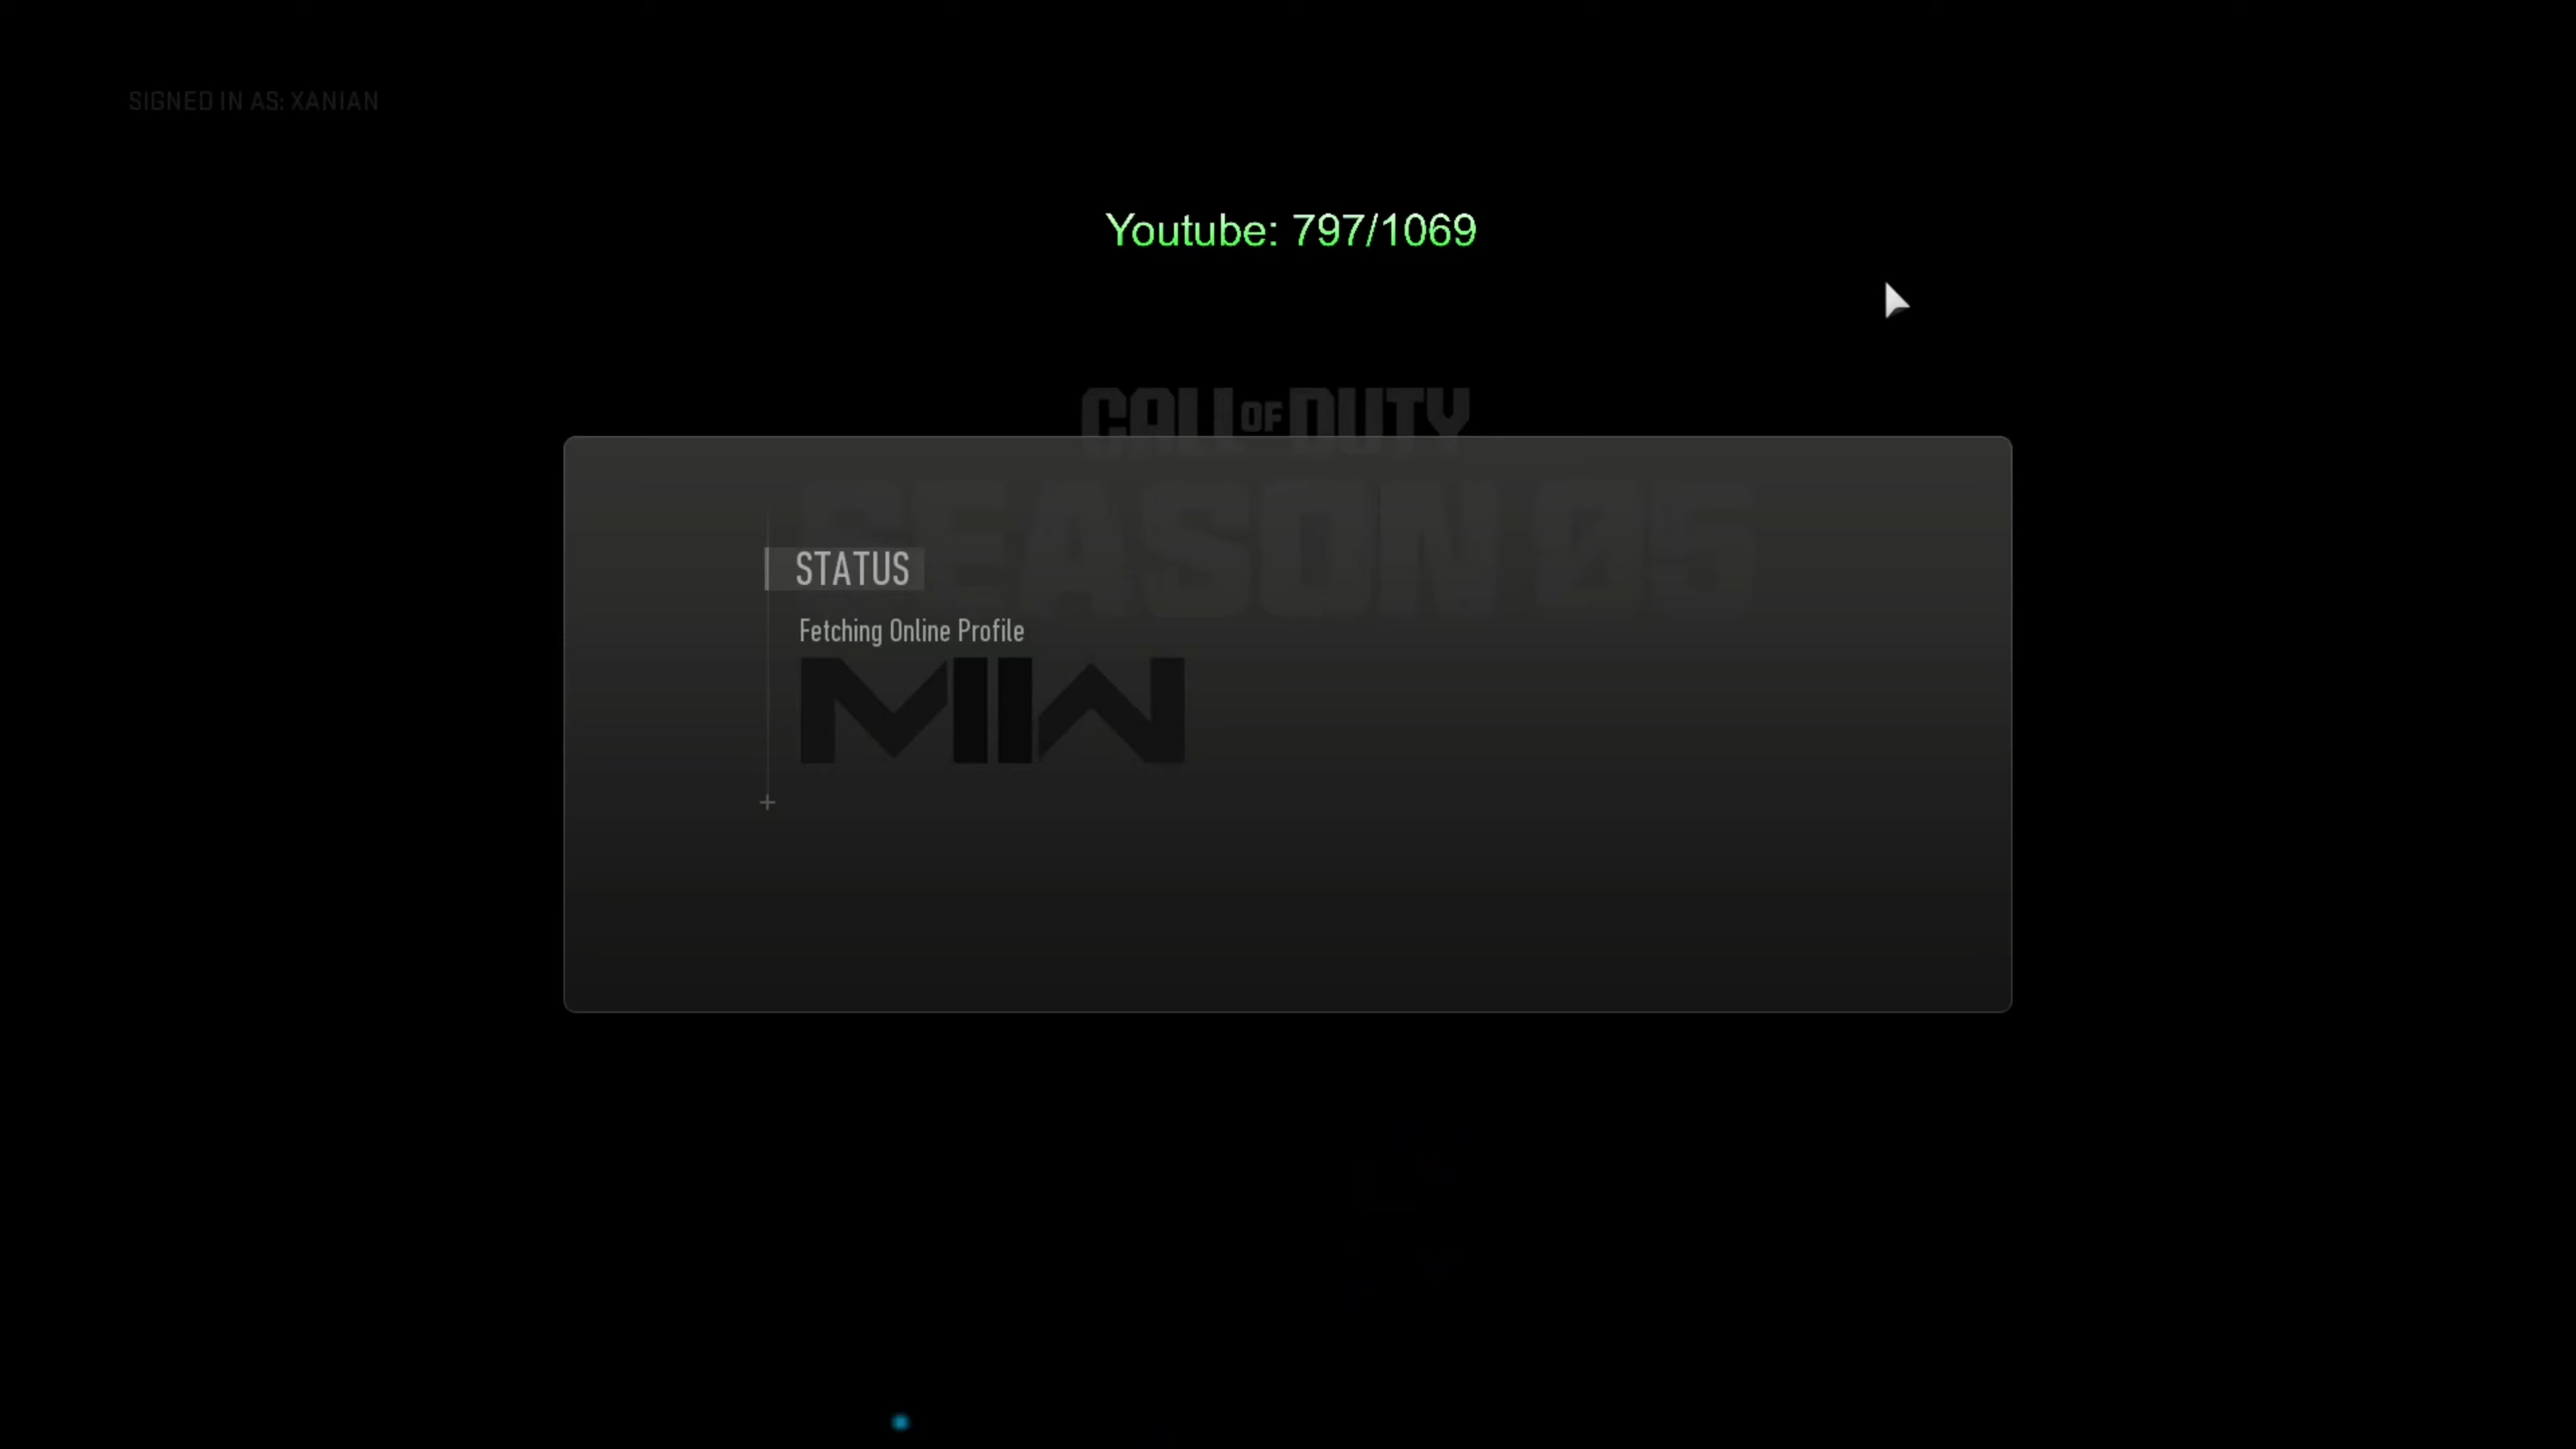 SIGNED IN AS: XANIAN
Youtube: 797/1069
CALL OF DUTY
SEASON 05
STATUS
Fetching Online Profile
MIIW